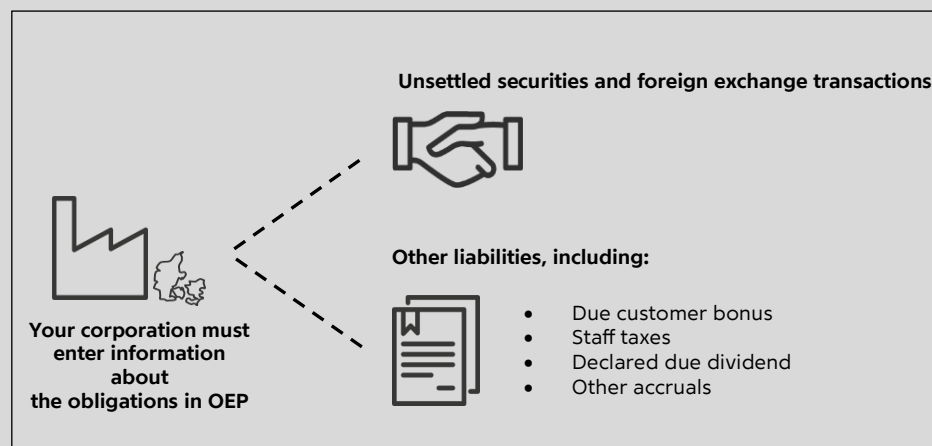 Unsettled securities and foreign exchange transactions
Other liabilities, including:
• Due customer bonus
• Staff taxes
• Declared due dividend
• Other accruals
Your corporation must
enter information
about
the obligations in OEP